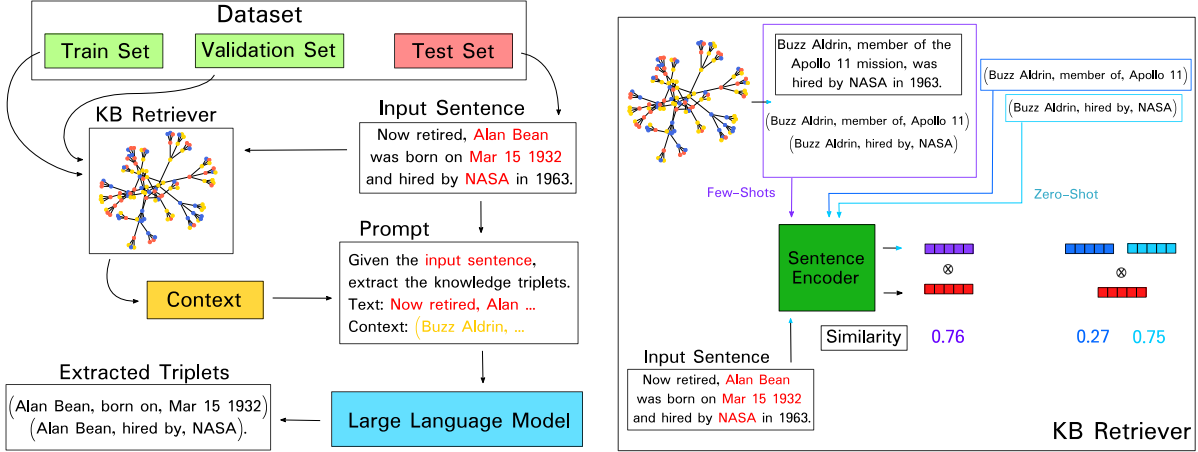 Dataset
Train Set
Validation Set
Test Set
KB Retriever
Input Sentence
Now retired, Alan Bean
was born on Mar 15 1932
and hired by NASA in 1963.
Prompt
Given the input sentence,
extract the knowledge triplets.
Text: Now retired, Alan ...
Context: (Buzz Aldrin, ...
Context
Extracted Triplets
(Alan Bean, born on, Mar 15 1932)
(Alan Bean, hired by, NASA).
Large Language Model
Buzz Aldrin, member of the
Apollo 11 mission, was
hired by NASA in 1963.
(Buzz Aldrin, member of, Apollo 11)
(Buzz Aldrin, hired by, NASA)
(Buzz Aldrin, member of, Apollo 11)
(Buzz Aldrin, hired by, NASA)
Few-Shots
Zero-Shot
Sentence
Encoder
⊗
⊗
Similarity
0.76
0.27
0.75
Input Sentence
Now retired, Alan Bean
was born on Mar 15 1932
and hired by NASA in 1963.
KB Retriever